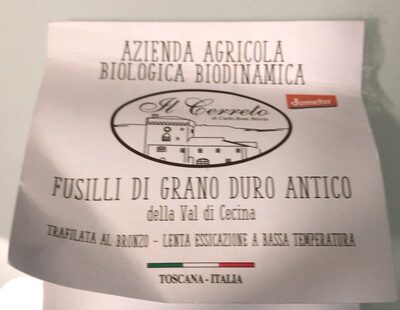 AZIENDA AGRICOLA
BIOLOGICA BIODINAMICA
Il Cerreto
demeter
FUSILLI DI GRANO DURO ANTICO
della Val di Cecina
TRAFILATA AL BRONZO - LENTA ESSICAZIONE A BASSA TEMPERATURA
TOSCANA - ITALIA